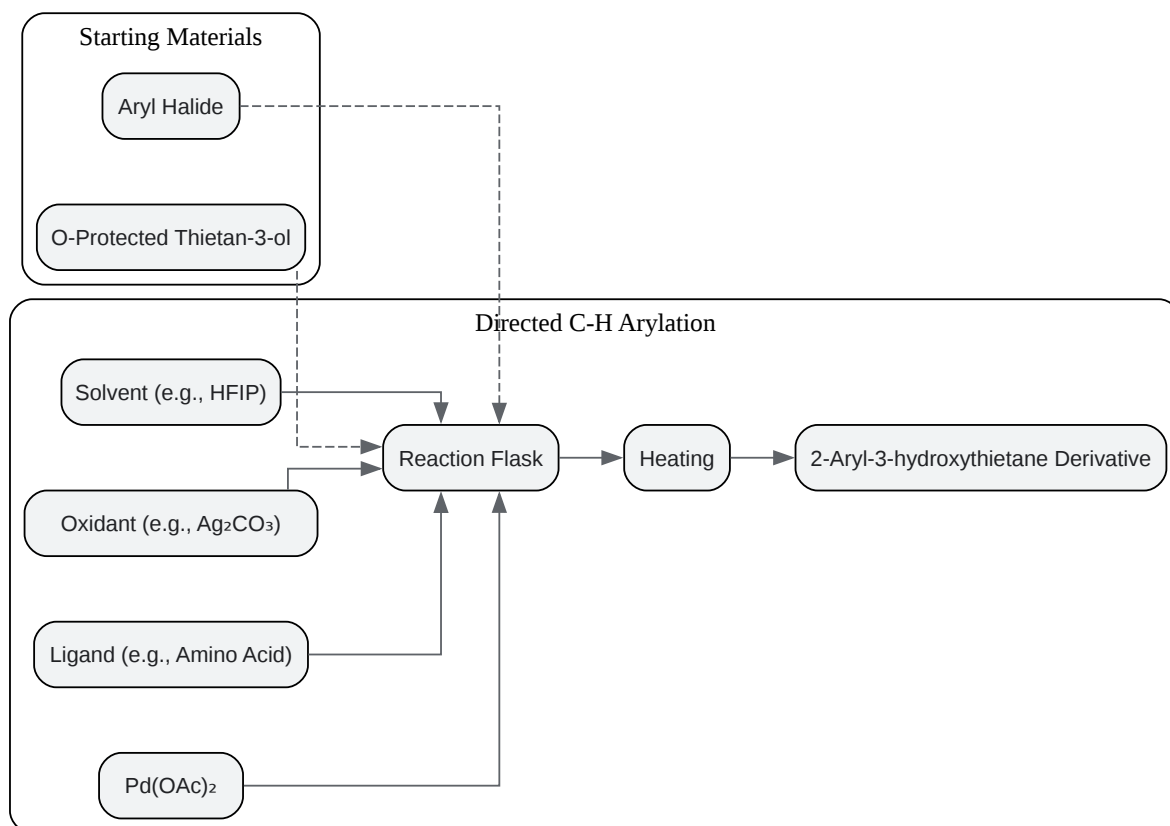 Starting Materials
Aryl Halide
O-Protected Thietan-3-ol
Directed C-H Arylation
Solvent (e.g., HFIP)
Reaction Flask
Heating
2-Aryl-3-hydroxythietane Derivative
Oxidant (e.g., Ag₂CO₃)
Ligand (e.g., Amino Acid)
Pd(OAc)₂